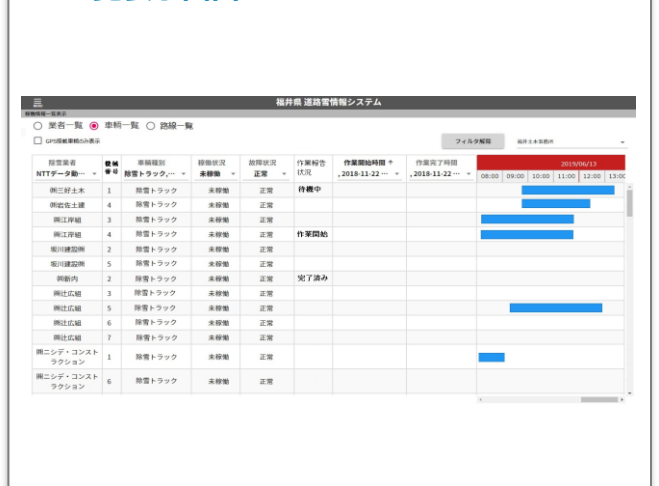 福井県 道路雪情報システム
稼働情報一覧表示
業者一覧 車輌一覧 路線一覧
GPS搭載車輌のみ表示 フィルタ解除 福井土木事務所
除雪業者 機械番号 車輌種別 稼働状況 故障状況 作業報告状況 作業開始時間 ↑ 作業完了時間 2019/06/13
NTTデータ勤… 除雪トラック,… 未稼働 正常 , 2018-11-22 … , 2018-11-22 … 08:00 09:00 10:00 11:00 12:00 13:00
㈲三好土木 1 除雪トラック 未稼働 正常 待機中
㈲岩佐土建 4 除雪トラック 未稼働 正常
㈱江岸組 3 除雪トラック 未稼働 正常
㈱江岸組 4 除雪トラック 未稼働 正常 作業開始
坂川建設㈱ 2 除雪トラック 未稼働 正常
坂川建設㈱ 5 除雪トラック 未稼働 正常
㈲新内 2 除雪トラック 未稼働 正常 完了済み
㈱辻広組 3 除雪トラック 未稼働 正常
㈱辻広組 5 除雪トラック 未稼働 正常
㈱辻広組 6 除雪トラック 未稼働 正常
㈱辻広組 7 除雪トラック 未稼働 正常
㈱ニシデ・コンストラクション 1 除雪トラック 未稼働 正常
㈱ニシデ・コンストラクション 6 除雪トラック 未稼働 正常